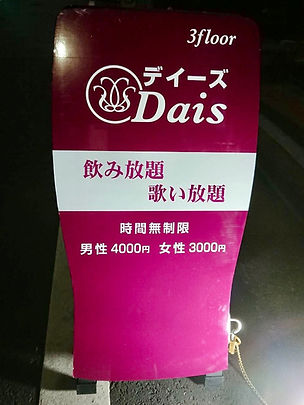 3floor
ディーズ
Dais
飲み放題
歌い放題
時間無制限
男性4000円 女性3000円